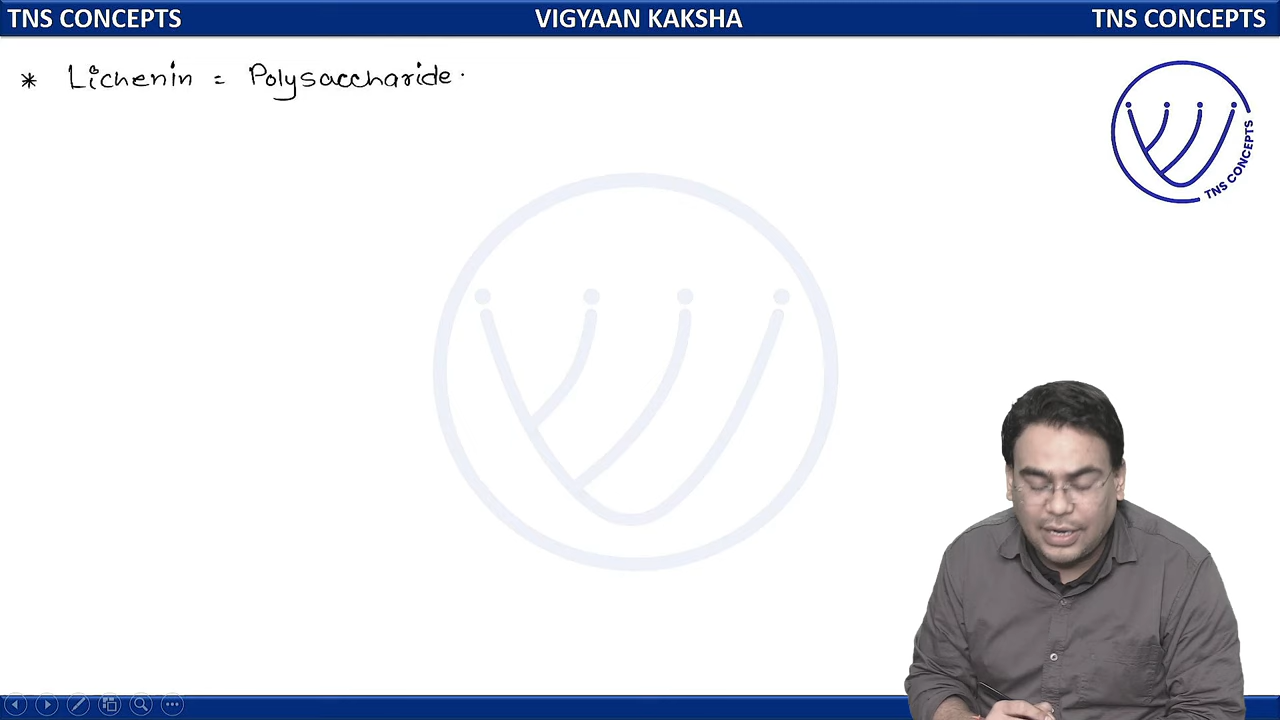 TNS CONCEPTS VIGYAAN KAKSHA TNS CONCEPTS
* Lichenin = Polysaccharide.
TNS CONCEPTS